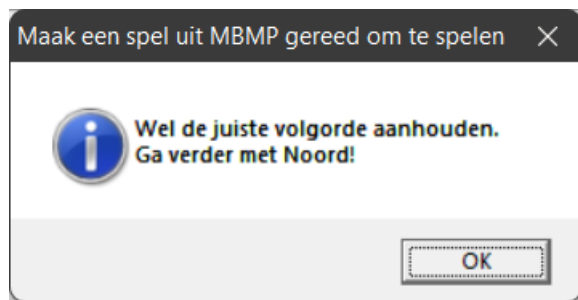 Maak een spel uit MBMP gereed om te spelen
Wel de juiste volgorde aanhouden.
Ga verder met Noord!
OK